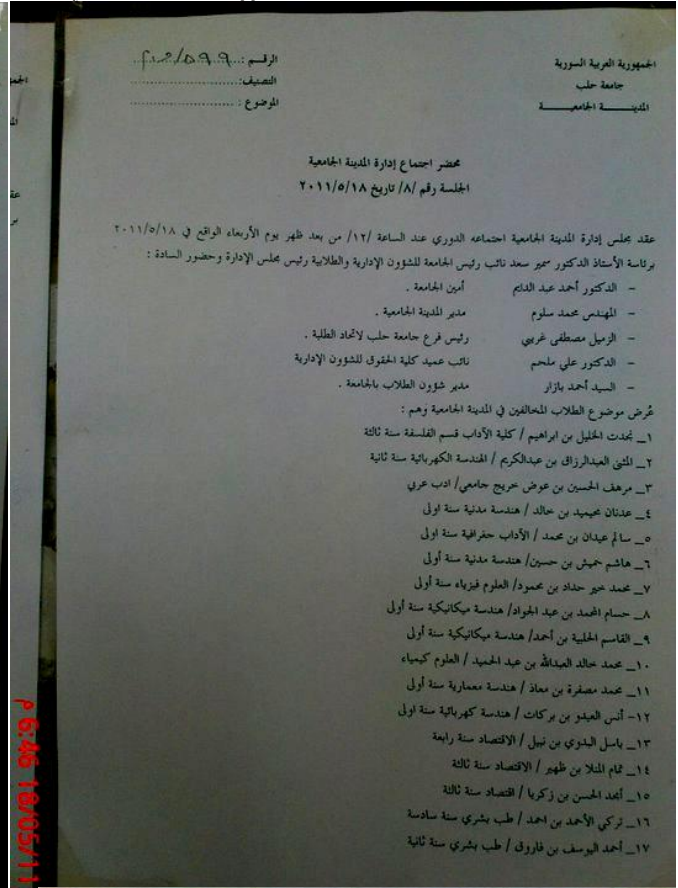 الجمهورية العربية السورية
جامعة حلب
المدينـــــة الجامعيـــــة
الرقـم :...٥٩٩/ص.م.
التصنيف:..........................
الموضوع : ........................
محضر اجتماع إدارة المدينة الجامعية
الجلسة رقم /٨/ تاريخ ٢٠١١/٥/١٨
عقد مجلس إدارة المدينة الجامعية اجتماعه الدوري عند الساعة /١٢/ من بعد ظهر يوم الأربعاء الواقع في ٢٠١١/٥/١٨
برئاسة الأستاذ الدكتور سمير سعد نائب رئيس الجامعة للشؤون الإدارية والطلابية رئيس مجلس الإدارة وحضور السادة :
- الدكتور أحمد عبد الدايم أمين الجامعة .
- المهندس محمد سلوم مدير المدينة الجامعية .
- الزميل مصطفى غريبي رئيس فرع جامعة حلب لاتحاد الطلبة .
- الدكتور علي ملحم نائب عميد كلية الحقوق للشؤون الإدارية
- السيد أحمد بازار مدير شؤون الطلاب بالجامعة .
عُرض موضوع الطلاب المخالفين في المدينة الجامعية وهم :
١_ نجدت الخليل بن ابراهيم / كلية الآداب قسم الفلسفة سنة ثالثة
٢_ المثنى العبدالرزاق بن عبدالكريم / الهندسة الكهربائية سنة ثانية
٣_ مرهف الحسين بن عوض خريج جامعي/ ادب عربي
٤_ عدنان محيميد بن خالد / هندسة مدنية سنة اولى
٥_ سالم عيدان بن محمد / الآداب جغرافية سنة اولى
٦_ هاشم حميش بن حسين/ هندسة مدنية سنة أولى
٧_ محمد خير حداد بن محمود/ العلوم فيزياء سنة أولى
٨_ حسام المحمد بن عبد الجواد/ هندسة ميكانيكية سنة أولى
٩_ القاسم الحلبية بن أحمد/ هندسة ميكانيكية سنة أولى
١٠_ محمد خالد العبدالله بن عبد الحميد / العلوم كيمياء
١١_ محمد مصفرة بن معاذ / هندسة معمارية سنة أولى
١٢- أنس العبدو بن بركات / هندسة كهربائية سنة اولى
١٣_ باسل البدوي بن نبيل / الاقتصاد سنة رابعة
١٤_ تمام المنلا بن ظهير / الاقتصاد سنة ثالثة
١٥_ أمجد الحسن بن زكريا / اقتصاد سنة ثالثة
١٦_ تركي الأحمد بن احمد / طب بشري سنة سادسة
١٧_ أحمد اليوسف بن فاروق / طب بشري سنة ثانية
م 6:46 18/05/11